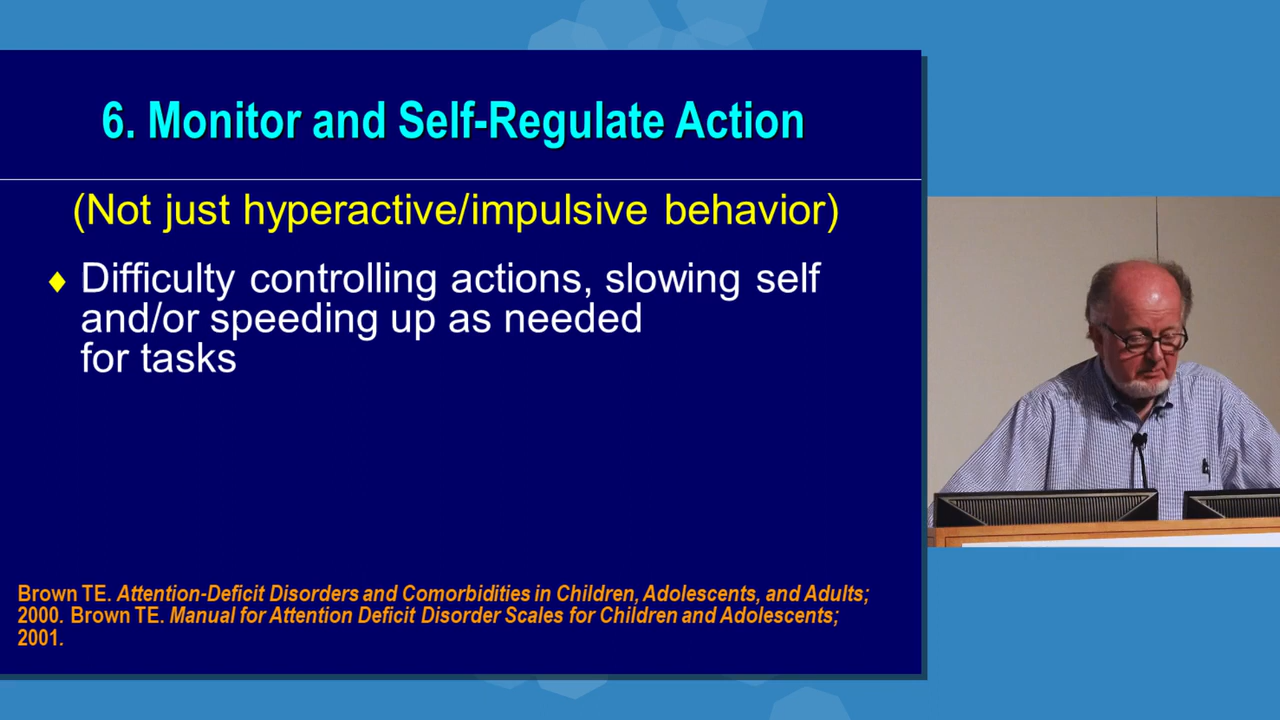 6. Monitor and Self-Regulate Action
(Not just hyperactive/impulsive behavior)
Difficulty controlling actions, slowing self
and/or speeding up as needed
for tasks
Brown TE. Attention-Deficit Disorders and Comorbidities in Children, Adolescents, and Adults;
2000. Brown TE. Manual for Attention Deficit Disorder Scales for Children and Adolescents;
2001.